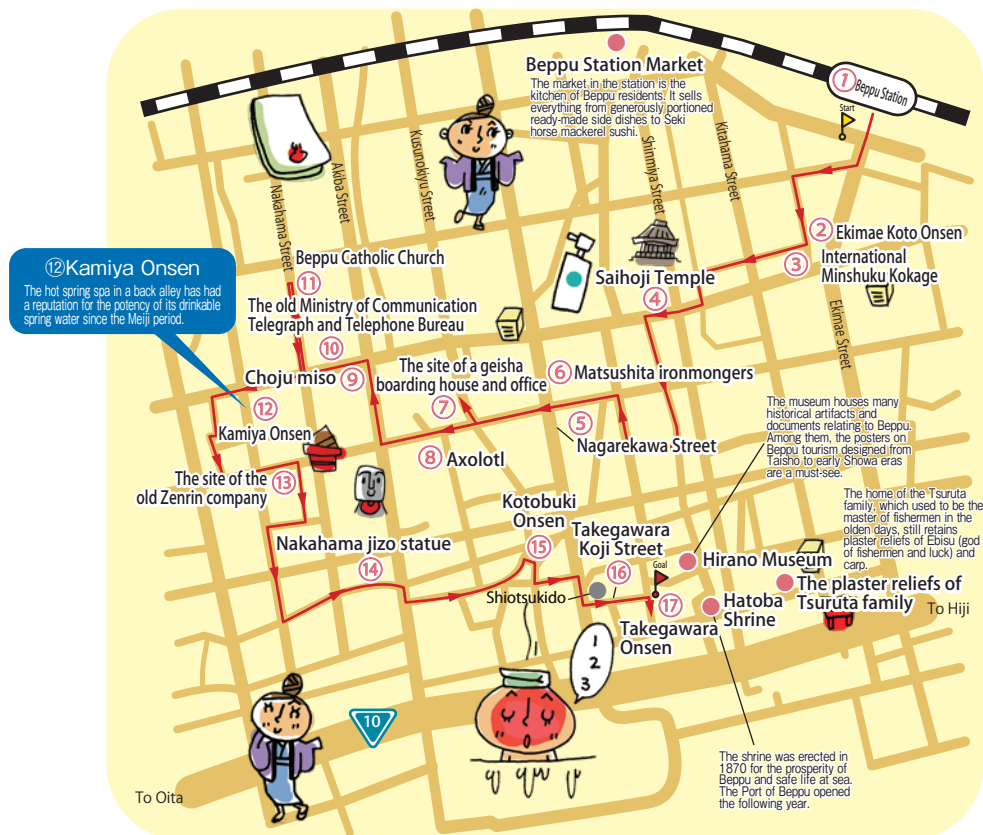 Beppu Station Market
The market in the station is the
kitchen of Beppu residents. It sells
everything from generously portioned
ready-made side dishes to Seki
horse mackerel sushi.
① Beppu Station
Start
Nakahama Street
Akiba Street
Kusunokiyu Street
Shinmiya Street
Kitahama Street
Ekimae Street
② Ekimae Koto Onsen
③ International
Minshuku Kokage
Saihoji Temple
④
⑫Kamiya Onsen
The hot spring spa in a back alley has had
a reputation for the potency of its drinkable
spring water since the Meiji period.
Beppu Catholic Church
⑪
The old Ministry of Communication
Telegraph and Telephone Bureau
⑩
Choju miso ⑨
The site of a geisha
boarding house and office
⑦
⑥ Matsushita ironmongers
⑤
Nagarekawa Street
⑧ Axolotl
⑫
Kamiya Onsen
The site of the
old Zenrin company
⑬
Nakahama jizo statue
⑭
Kotobuki
Onsen
⑮
Takegawara
Koji Street
⑯
Shiotsukido
Goal
⑰
Takegawara
Onsen
The museum houses many
historical artifacts and
documents relating to Beppu.
Among them, the posters on
Beppu tourism designed from
Taisho to early Showa eras
are a must-see.
Hirano Museum
The home of the Tsuruta
family, which used to be the
master of fishermen in the
olden days, still retains
plaster reliefs of Ebisu (god
of fishermen and luck) and
carp.
The plaster reliefs of
Tsuruta family
Hatoba
Shrine
To Hiji
The shrine was erected in
1870 for the prosperity of
Beppu and safe life at sea.
The Port of Beppu opened
the following year.
1
2
3
10
To Oita